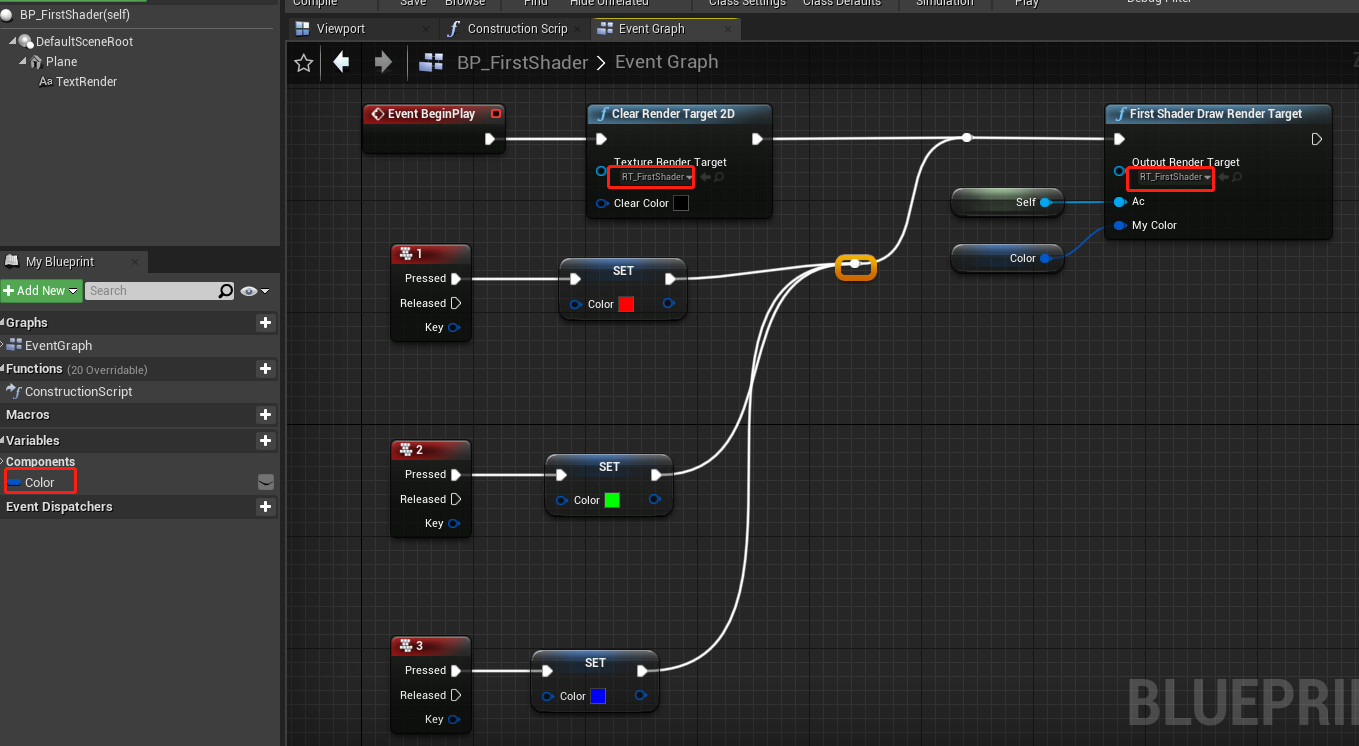 BP_FirstShader(self)
DefaultSceneRoot
Plane
TextRender
My Blueprint
Add New
Search
Graphs
EventGraph
Functions (20 Overridable)
ConstructionScript
Macros
Variables
Components
Color
Event Dispatchers
Compile Save Browse Find Hide Unrelated Class Settings Class Defaults Simulation Play Debug Filter
Viewport
Construction Scrip
Event Graph
BP_FirstShader > Event Graph
Event BeginPlay
Clear Render Target 2D
Texture Render Target
RT_FirstShader
Clear Color
First Shader Draw Render Target
Output Render Target
RT_FirstShader
Ac
My Color
Self
Color
1
Pressed
Released
Key
SET
Color
2
Pressed
Released
Key
SET
Color
3
Pressed
Released
Key
SET
Color
BLUEPRI